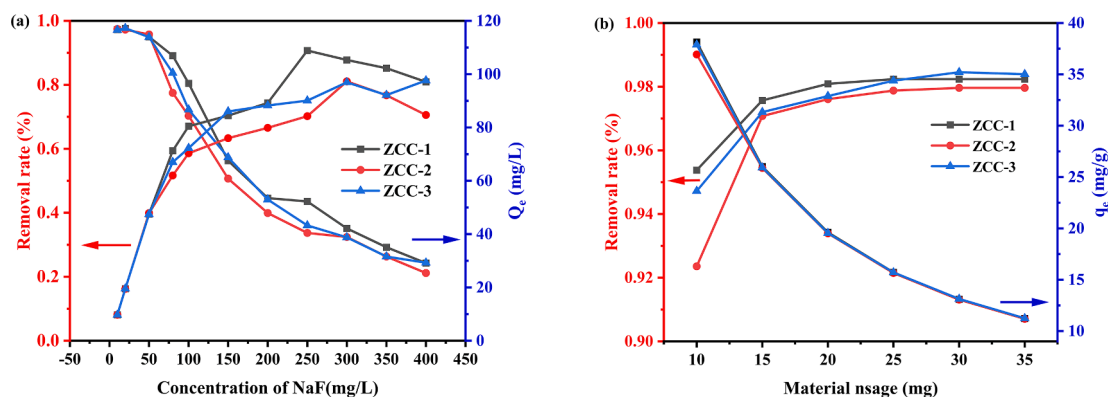 (a)
Removal rate (%)
1.0
0.8
0.6
0.4
0.2
0.0
120
100
80
60
40
20
0
Qe (mg/L)
ZCC-1
ZCC-2
ZCC-3
-50 0 50 100 150 200 250 300 350 400 450
Concentration of NaF(mg/L)
(b)
Removal rate (%)
1.00
0.98
0.96
0.94
0.92
0.90
40
35
30
25
20
15
10
qe (mg/g)
ZCC-1
ZCC-2
ZCC-3
10 15 20 25 30 35
Material nsage (mg)